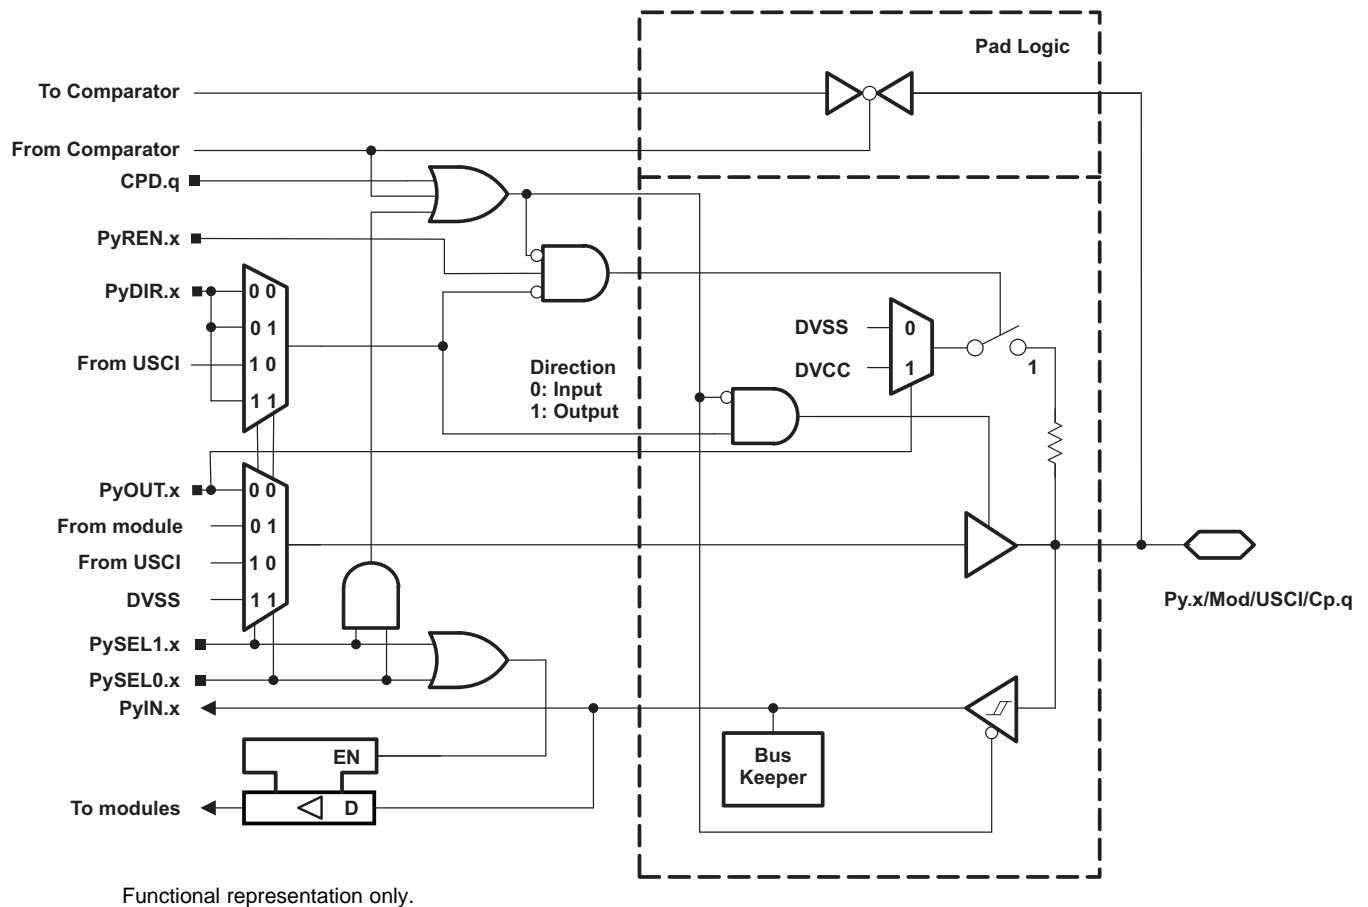 Pad Logic
To Comparator
From Comparator
CPD.q
PyREN.x
PyDIR.x
0 0
0 1
From USCI
1 0
1 1
Direction
0: Input
1: Output
DVSS
0
DVCC
1
1
PyOUT.x
0 0
From module
0 1
From USCI
1 0
DVSS
1 1
Py.x/Mod/USCI/Cp.q
PySEL1.x
PySEL0.x
PyIN.x
EN
Bus
Keeper
To modules
D
Functional representation only.